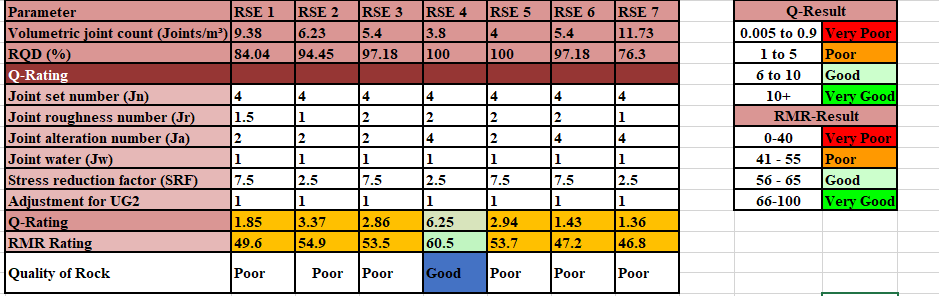 Parameter RSE 1 RSE 2 RSE 3 RSE 4 RSE 5 RSE 6 RSE 7
Volumetric joint count (Joints/m³) 9.38 6.23 5.4 3.8 4 5.4 11.73
RQD (%) 84.04 94.45 97.18 100 100 97.18 76.3
Q-Rating
Joint set number (Jn) 4 4 4 4 4 4 4
Joint roughness number (Jr) 1.5 1 2 2 2 2 1
Joint alteration number (Ja) 2 2 2 4 2 4 4
Joint water (Jw) 1 1 1 1 1 1 1
Stress reduction factor (SRF) 7.5 2.5 7.5 2.5 7.5 7.5 2.5
Adjustment for UG2 1 1 1 1 1 1 1
Q-Rating 1.85 3.37 2.86 6.25 2.94 1.43 1.36
RMR Rating 49.6 54.9 53.5 60.5 53.7 47.2 46.8
Quality of Rock Poor Poor Poor Good Poor Poor Poor
Q-Result
0.005 to 0.9 Very Poor
1 to 5 Poor
6 to 10 Good
10+ Very Good
RMR-Result
0-40 Very Poor
41 - 55 Poor
56 - 65 Good
66-100 Very Good